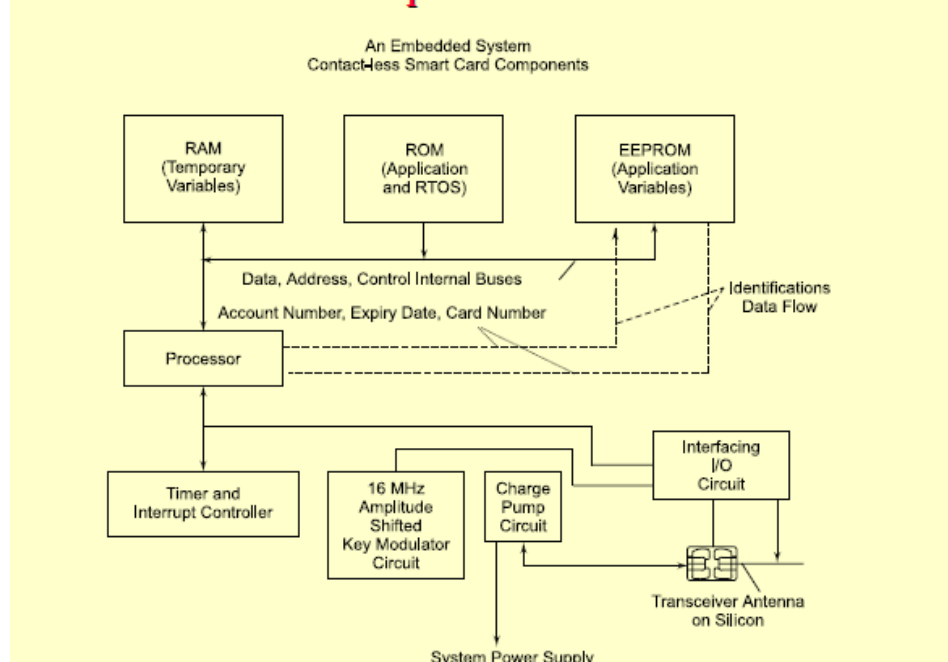 An Embedded System
Contact-less Smart Card Components
RAM
(Temporary
Variables)
ROM
(Application
and RTOS)
EEPROM
(Application
Variables)
Data, Address, Control Internal Buses
Identifications
Data Flow
Account Number, Expiry Date, Card Number
Processor
Interfacing
I/O
Circuit
Timer and
Interrupt Controller
16 MHz
Amplitude
Shifted
Key Modulator
Circuit
Charge
Pump
Circuit
Transceiver Antenna
on Silicon
System Power Supply